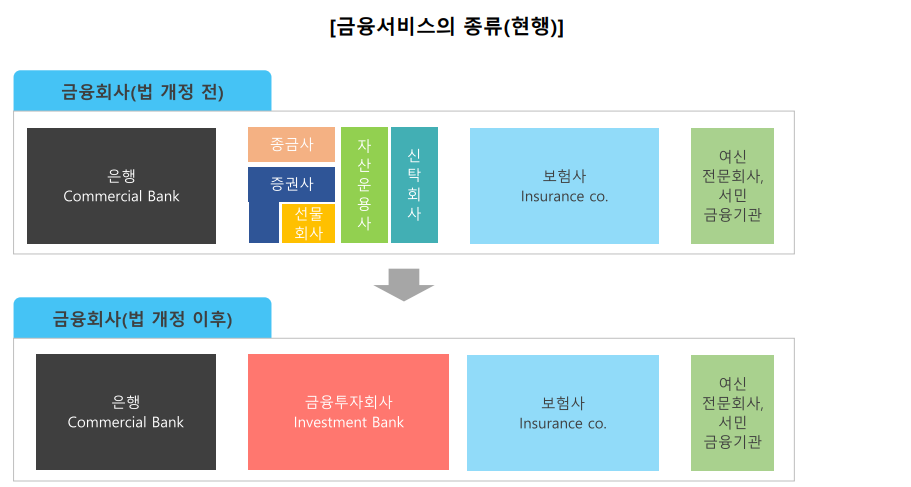 [금융서비스의 종류(현행)]
금융회사(법 개정 전)
은행
Commercial Bank
종금사
증권사
선물
회사
자
산
운
용
사
신
탁
회
사
보험사
Insurance co.
여신
전문회사,
서민
금융기관
금융회사(법 개정 이후)
은행
Commercial Bank
금융투자회사
Investment Bank
보험사
Insurance co.
여신
전문회사,
서민
금융기관